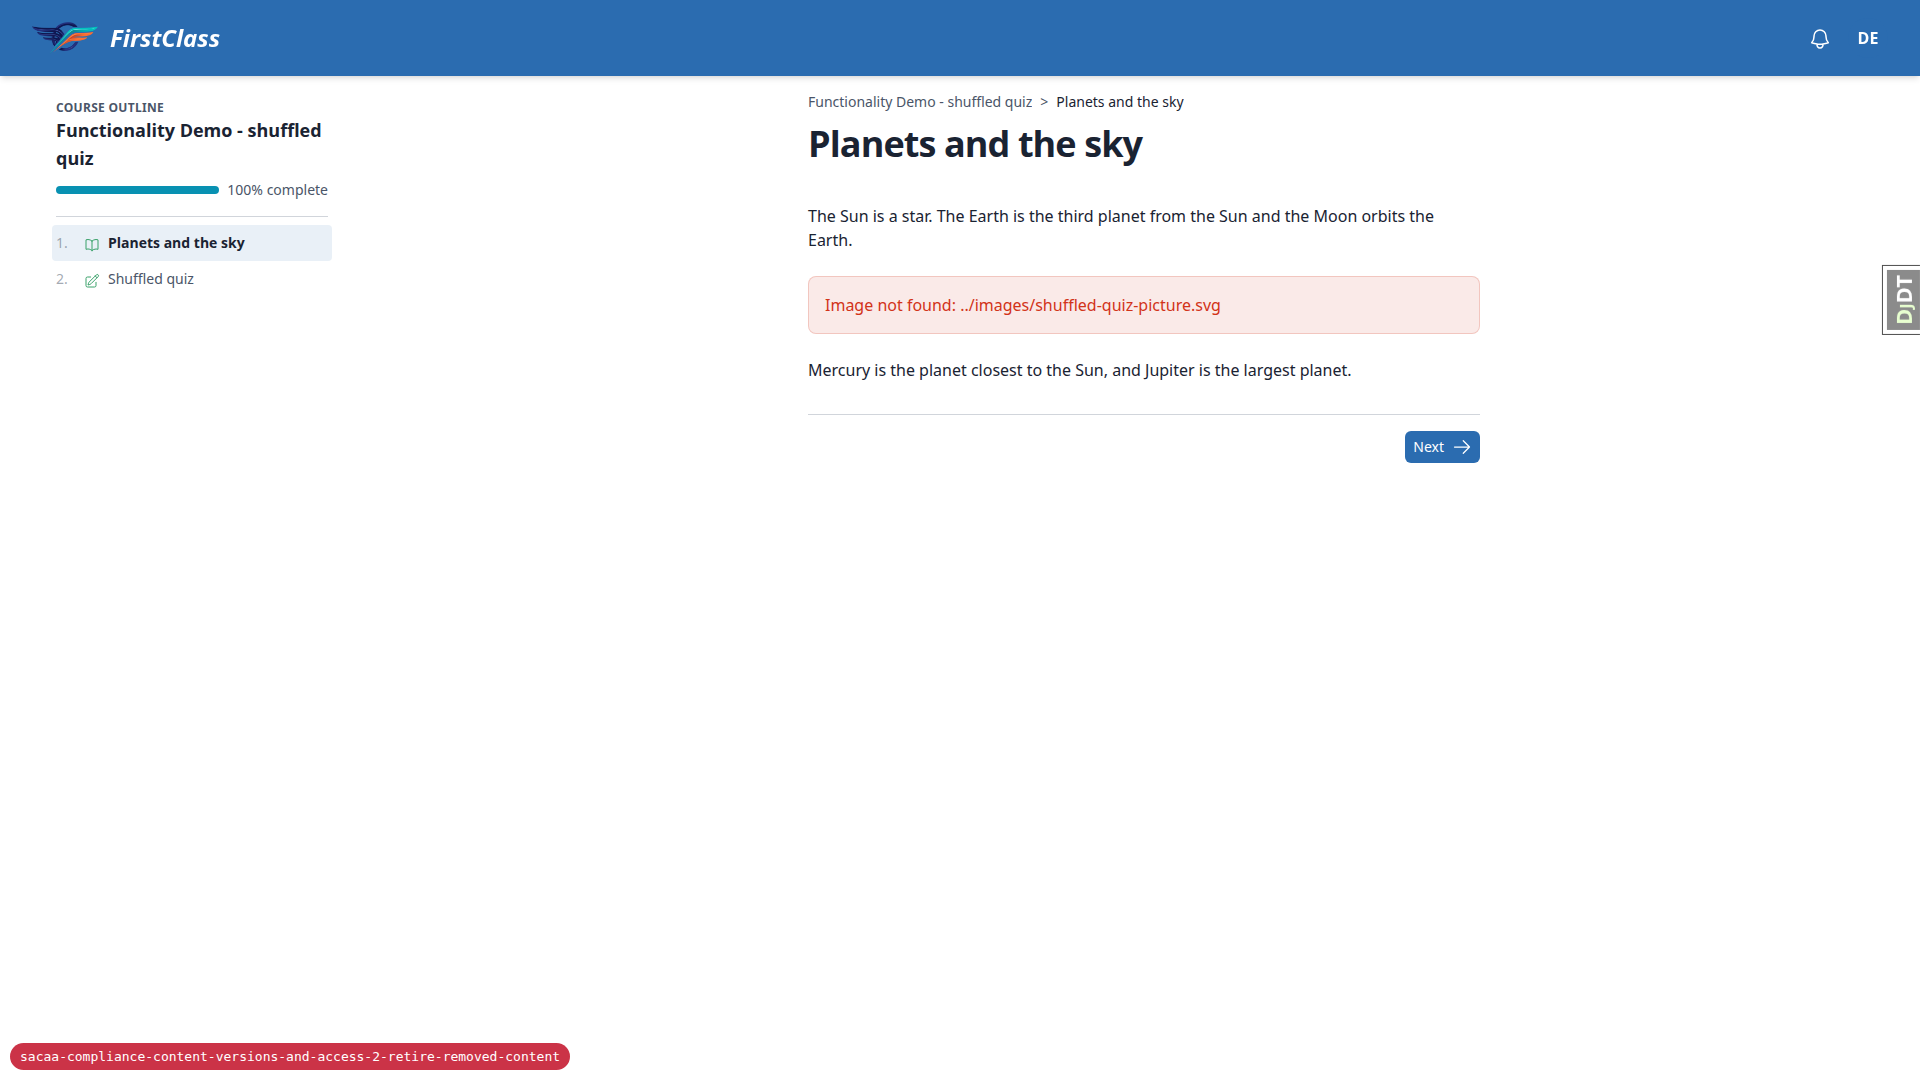 FirstClass
DE
COURSE OUTLINE
Functionality Demo - shuffled
quiz
100% complete
1. Planets and the sky
2. Shuffled quiz
Functionality Demo - shuffled quiz > Planets and the sky
Planets and the sky
The Sun is a star. The Earth is the third planet from the Sun and the Moon orbits the
Earth.
Image not found: ../images/shuffled-quiz-picture.svg
Mercury is the planet closest to the Sun, and Jupiter is the largest planet.
Next
DJDT
sacaa-compliance-content-versions-and-access-2-retire-removed-content